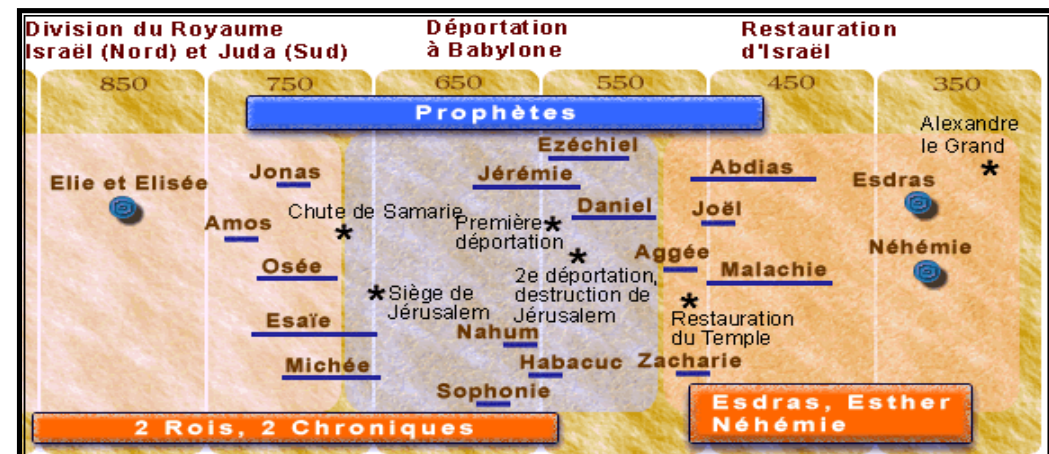 Division du Royaume
Israël (Nord) et Juda (Sud)
Déportation
à Babylone
Restauration
d'Israël
850 750 650 550 450 350
Prophètes
Alexandre
le Grand
Ezéchiel
Elie et Elisée
Jonas
Jérémie
Abdias
Esdras
Amos
Chute de Samarie
Première
déportation
Daniel
Joël
Osée
Aggée
Malachie
Néhémie
2e déportation,
destruction de
Jérusalem
Siège de
Jérusalem
Restauration
du Temple
Esaïe
Nahum
Michée
Habacuc
Zacharie
Sophonie
2 Rois, 2 Chroniques
Esdras, Esther
Néhémie